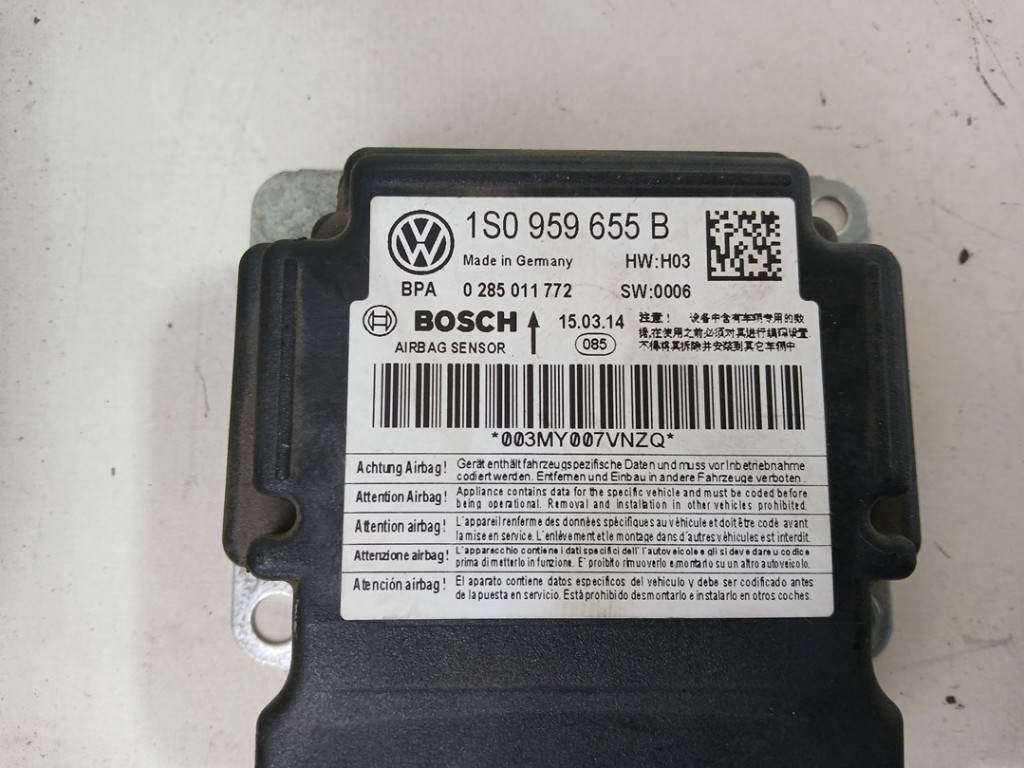 1S0 959 655 B
Made in Germany HW:H03
BPA 0 285 011 772 SW:0006
BOSCH 15.03.14
AIRBAG SENSOR 085
注意! 设备中含有车辆专用的数
据,在使用之前必须对其进行编码设置
不得将其拆除并安装到其它车辆中
*003MY007VNZQ*
Achtung Airbag! Gerät enthält fahrzeugspezifische Daten und muss vor Inbetriebnahme
codiert werden. Entfernen und Einbau in andere Fahrzeuge verboten.
Attention Airbag! Appliance contains data for the specific vehicle and must be coded before
being operational. Removal and installation in other vehicles prohibited.
Attention airbag! L'appareil renferme des données spécifiques au véhicule et doit être codé avant
la mise en service. L'enlèvement et le montage dans d'autres véhicules est interdit.
Attenzione airbag! L'apparecchio contiene i dati specifici dell'autoveicolo e gli si deve dare u codice
prima di metterlo in funzione. E' proibito rimuoverlo e montarlo su un altro autoveicolo.
Atención airbag! El aparato contiene datos especificos del vehiculo y debe ser codificado antes
de la puesta en servicio. Está prohibido desmontarlo e instalarlo en otros coches.